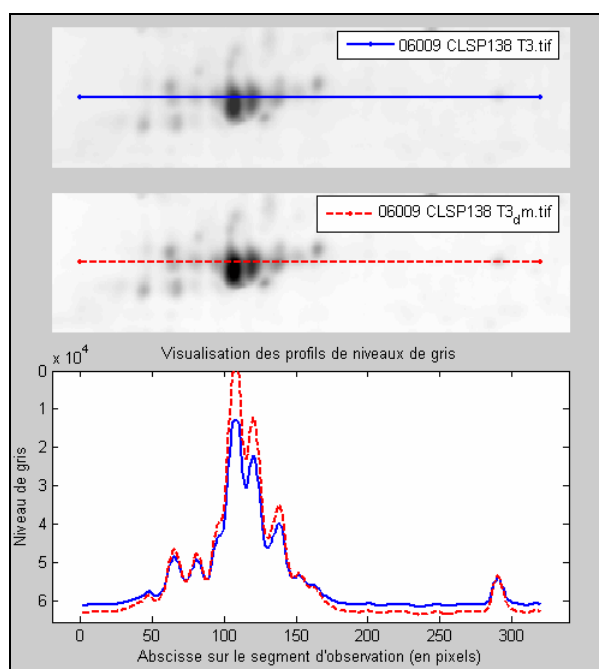 06009 CLSP138 T3.tif
06009 CLSP138 T3dm.tif
Visualisation des profils de niveaux de gris
x 10^4
0
1
2
3
4
5
6
Niveau de gris
0 50 100 150 200 250 300
Abscisse sur le segment d'observation (en pixels)